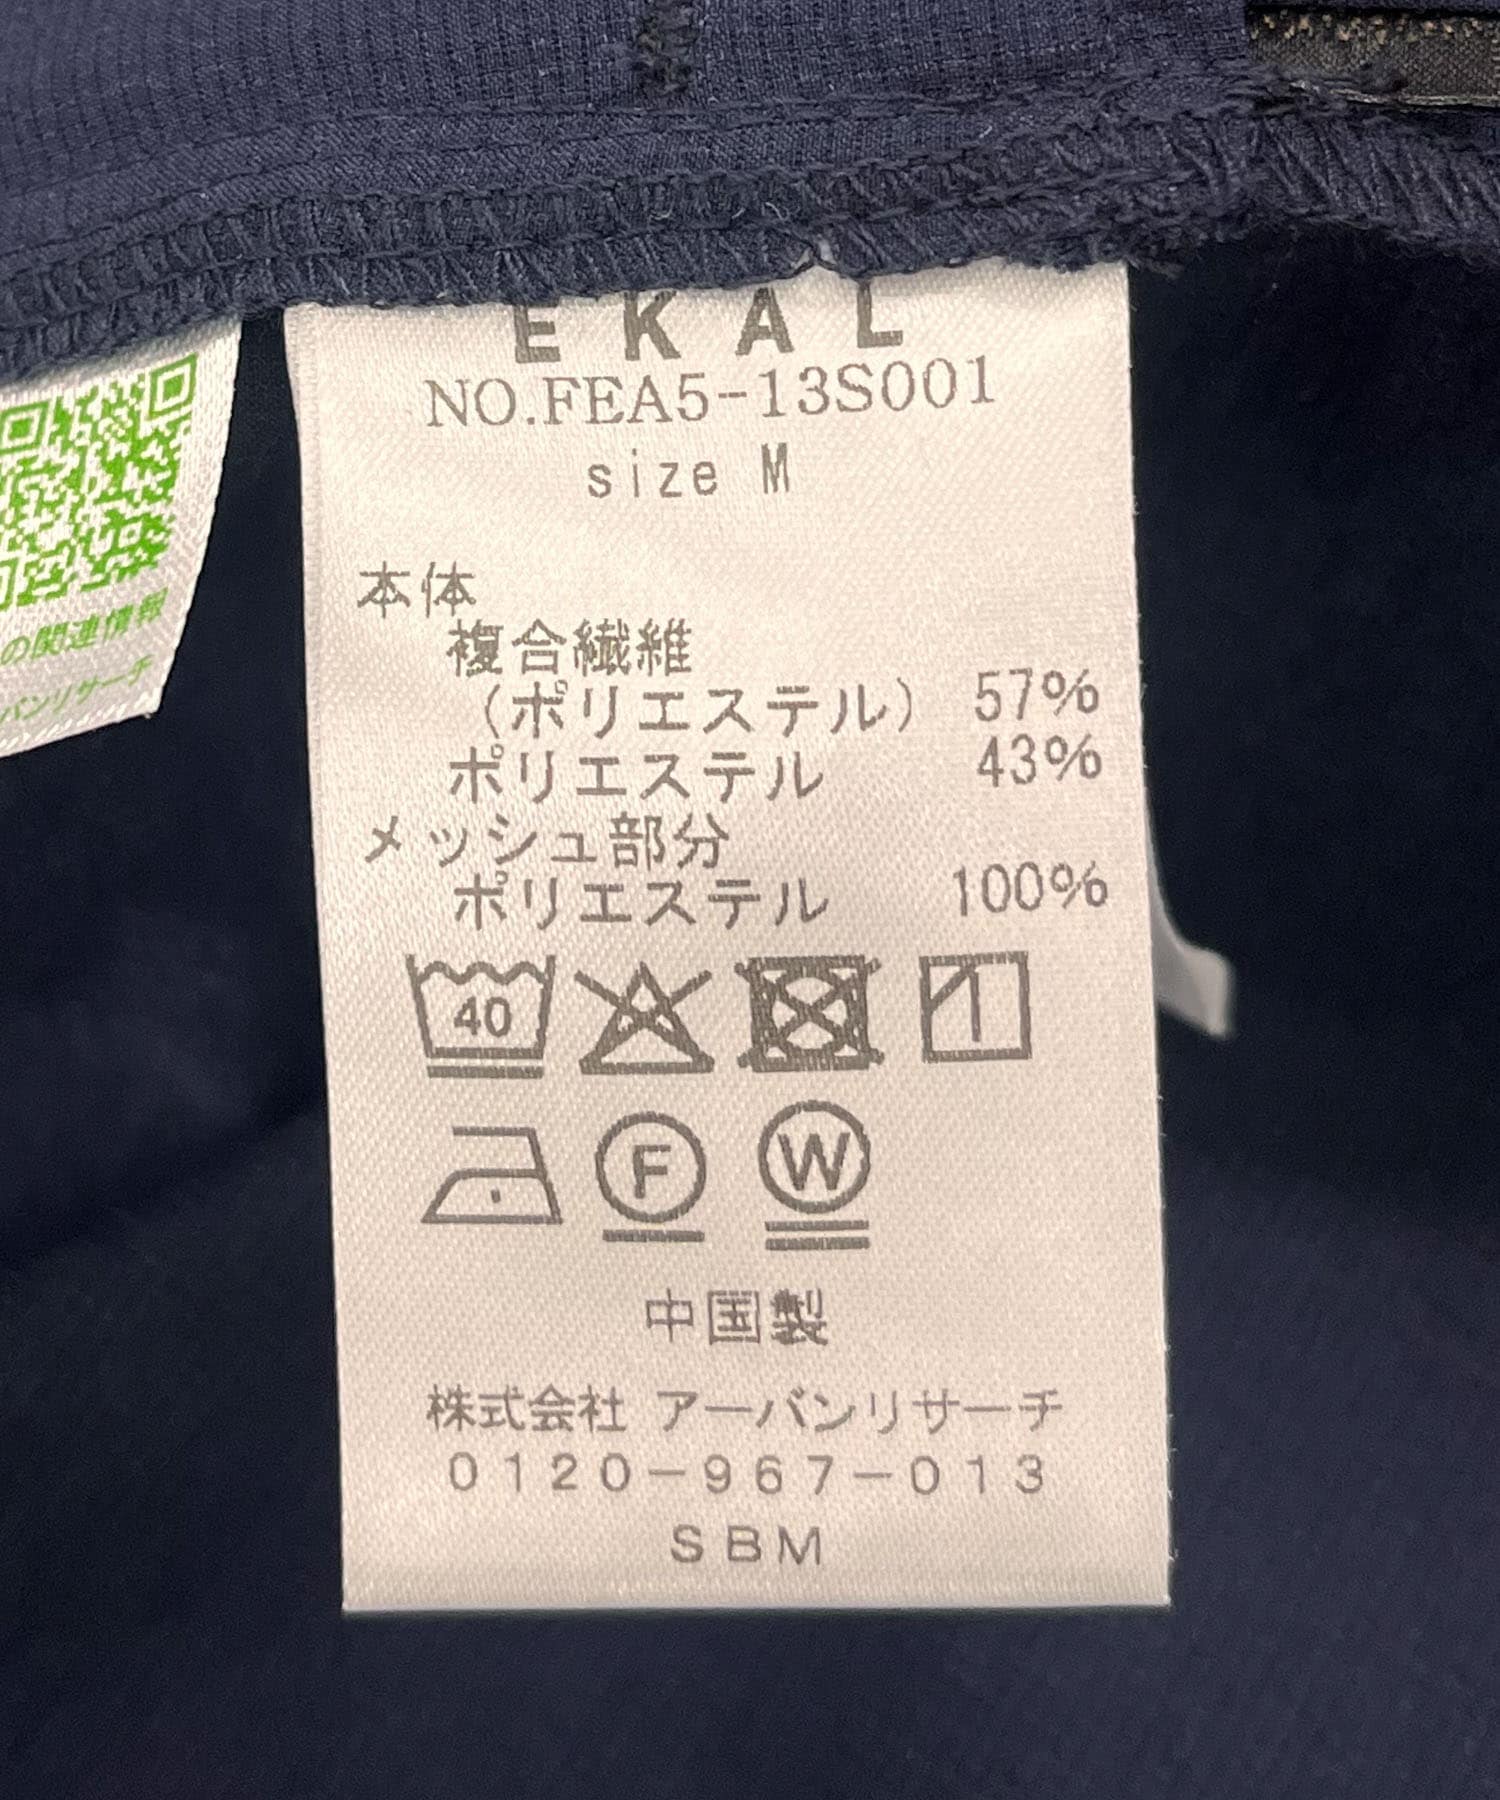 EKAL
NO.FEA5-13S001
size M
本体
複合繊維
(ポリエステル) 57%
ポリエステル 43%
メッシュ部分
ポリエステル 100%
40
F
W
中国製
株式会社 アーバンリサーチ
0120-967-013
SBM
の関連情報
バンリサーチ